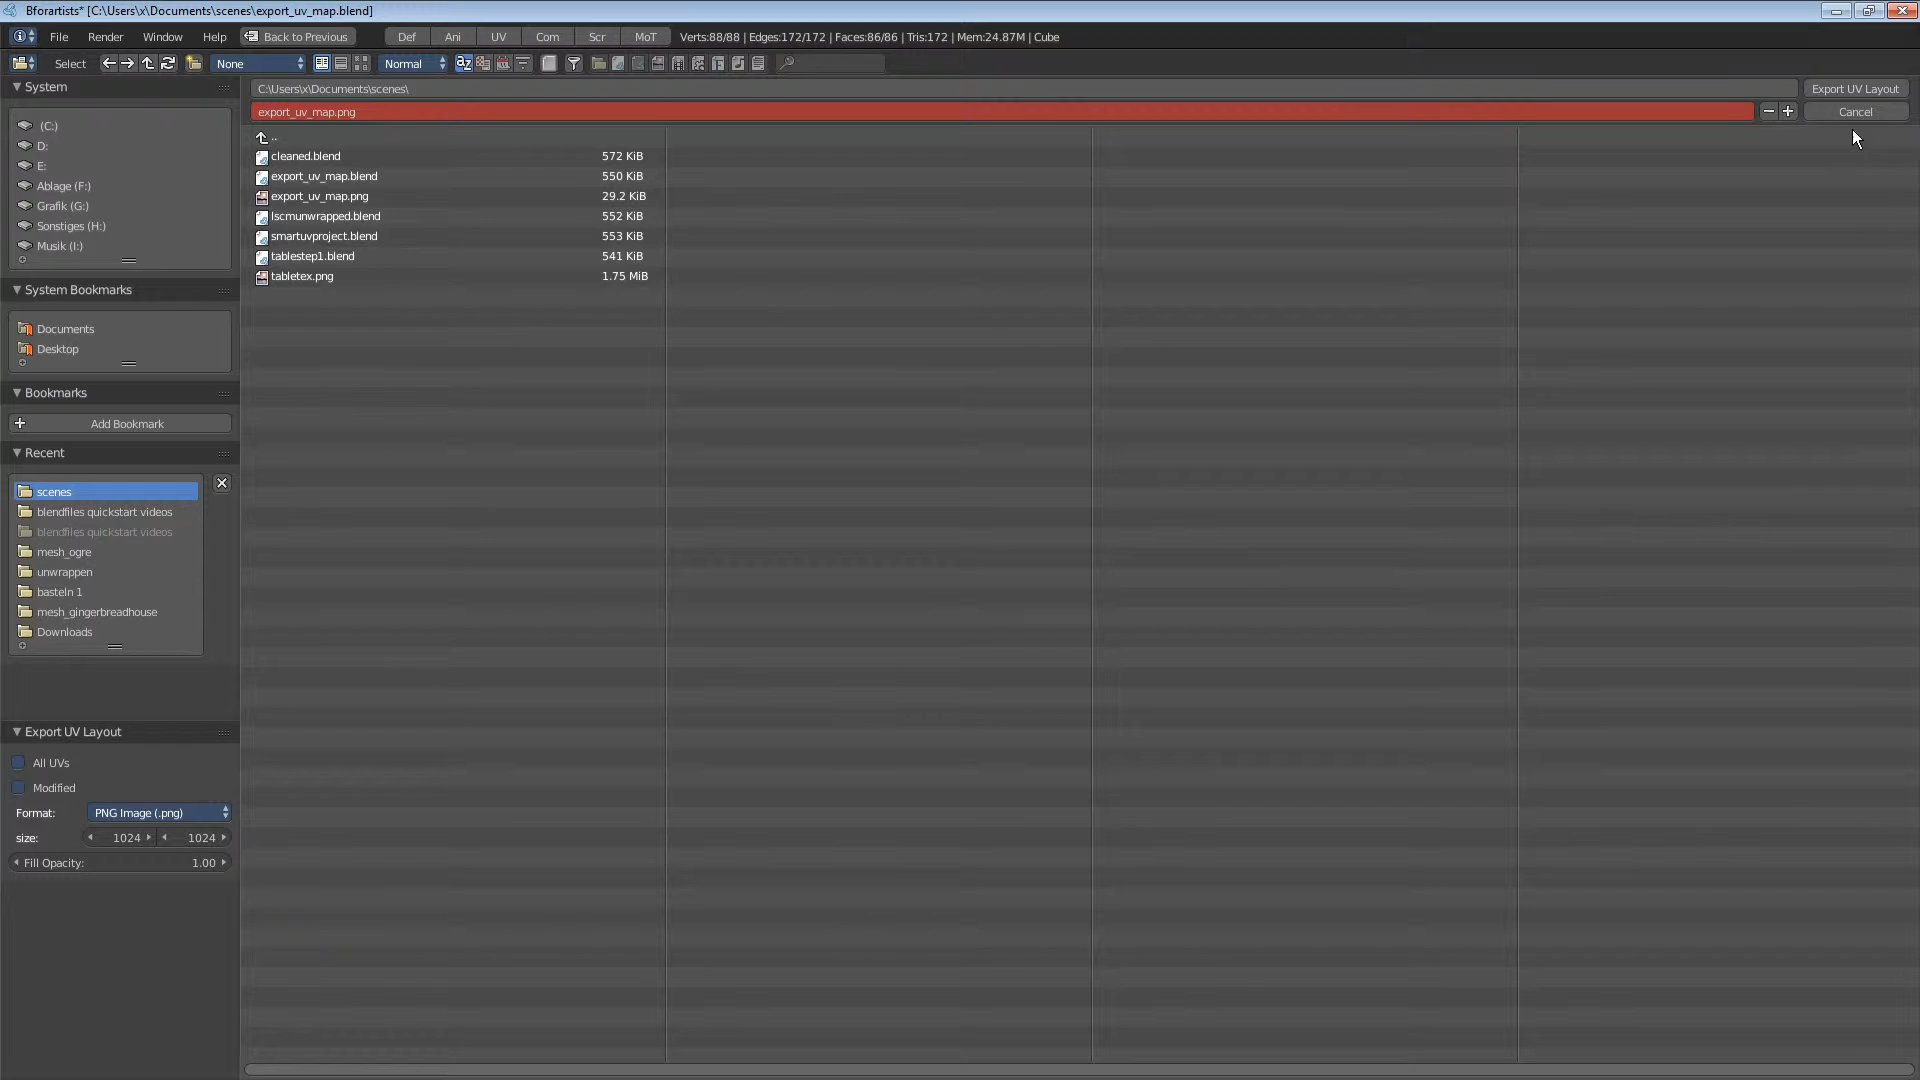 Bforartists* [C:\Users\x\Documents\scenes\export_uv_map.blend]
File Render Window Help Back to Previous Def Ani UV Com Scr MoT Verts:88/88 | Edges:172/172 | Faces:86/86 | Tris:172 | Mem:24.87M | Cube
Select None Normal
System
(C:)
D:
E:
Ablage (F:)
Grafik (G:)
Sonstiges (H:)
Musik (I:)
System Bookmarks
Documents
Desktop
Bookmarks
Add Bookmark
Recent
scenes
blendfiles quickstart videos
blendfiles quickstart videos
mesh_ogre
unwrappen
basteln 1
mesh_gingerbreadhouse
Downloads
Export UV Layout
All UVs
Modified
Format: PNG Image (.png)
size: 1024 1024
Fill Opacity: 1.00
C:\Users\x\Documents\scenes\ Export UV Layout
export_uv_map.png Cancel
..
cleaned.blend 572 KiB
export_uv_map.blend 550 KiB
export_uv_map.png 29.2 KiB
lscmunwrapped.blend 552 KiB
smartuvproject.blend 553 KiB
tablestep1.blend 541 KiB
tabletex.png 1.75 MiB